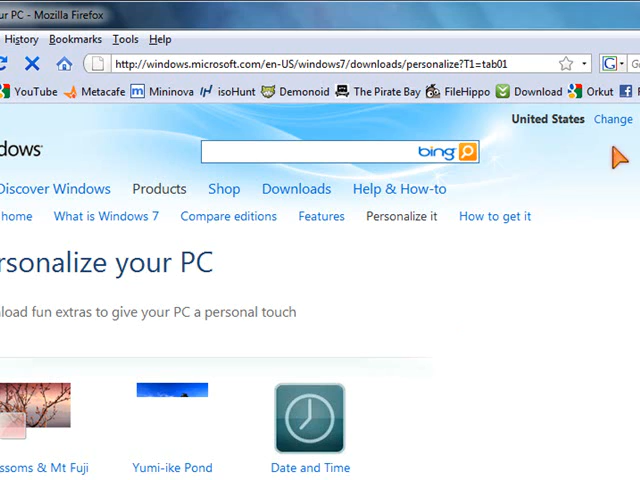 ur PC - Mozilla Firefox
History Bookmarks Tools Help
http://windows.microsoft.com/en-US/windows7/downloads/personalize?T1=tab01
YouTube Metacafe Mininova isoHunt Demonoid The Pirate Bay FileHippo Download Orkut F
United States Change
dows
bing
Discover Windows Products Shop Downloads Help & How-to
home What is Windows 7 Compare editions Features Personalize it How to get it
rsonalize your PC
load fun extras to give your PC a personal touch
ssoms & Mt Fuji Yumi-ike Pond Date and Time